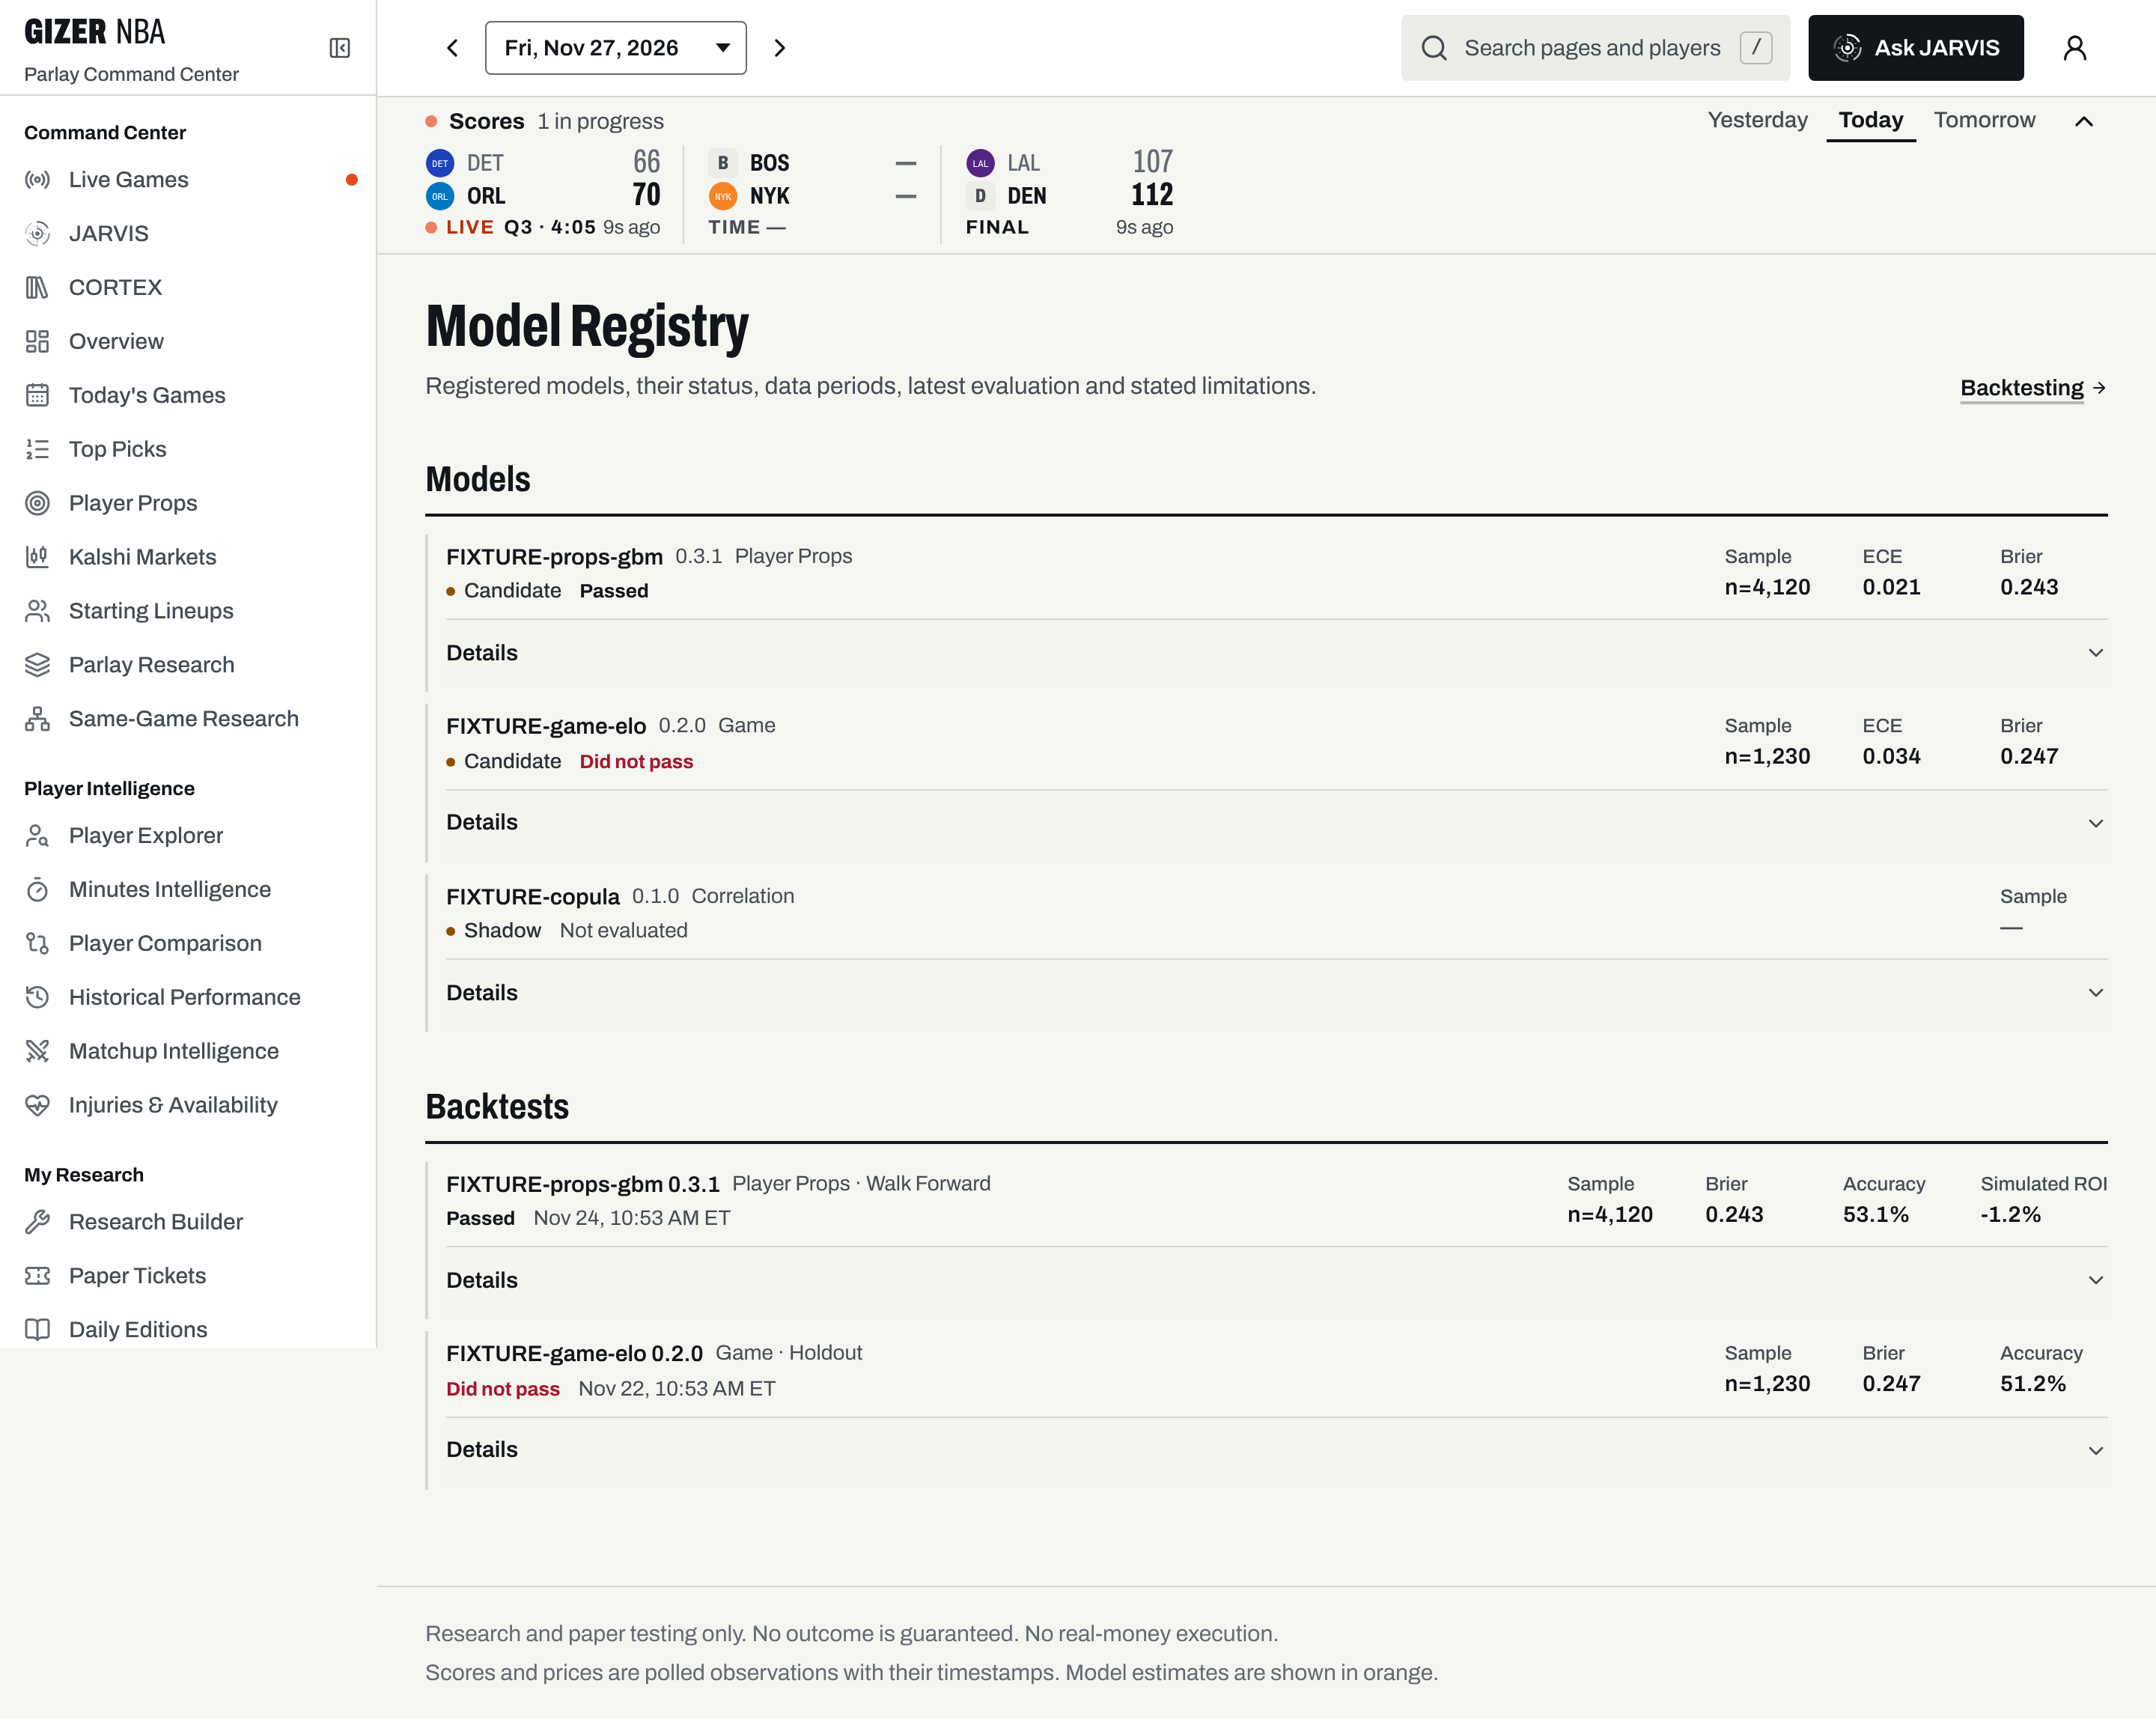 GIZER NBA
Parlay Command Center
Fri, Nov 27, 2026
Search pages and players /
Ask JARVIS
Command Center
Live Games
JARVIS
CORTEX
Overview
Today's Games
Top Picks
Player Props
Kalshi Markets
Starting Lineups
Parlay Research
Same-Game Research
Player Intelligence
Player Explorer
Minutes Intelligence
Player Comparison
Historical Performance
Matchup Intelligence
Injuries & Availability
My Research
Research Builder
Paper Tickets
Daily Editions
Scores 1 in progress
Yesterday Today Tomorrow
DET DET 66
ORL ORL 70
LIVE Q3 · 4:05 9s ago
B BOS —
NYK NYK —
TIME —
LAL LAL 107
D DEN 112
FINAL 9s ago
Model Registry
Registered models, their status, data periods, latest evaluation and stated limitations.
Backtesting →
Models
FIXTURE-props-gbm 0.3.1 Player Props
Candidate Passed
Sample ECE Brier
n=4,120 0.021 0.243
Details
FIXTURE-game-elo 0.2.0 Game
Candidate Did not pass
Sample ECE Brier
n=1,230 0.034 0.247
Details
FIXTURE-copula 0.1.0 Correlation
Shadow Not evaluated
Sample
—
Details
Backtests
FIXTURE-props-gbm 0.3.1 Player Props · Walk Forward
Passed Nov 24, 10:53 AM ET
Sample Brier Accuracy Simulated ROI
n=4,120 0.243 53.1% -1.2%
Details
FIXTURE-game-elo 0.2.0 Game · Holdout
Did not pass Nov 22, 10:53 AM ET
Sample Brier Accuracy
n=1,230 0.247 51.2%
Details
Research and paper testing only. No outcome is guaranteed. No real-money execution.
Scores and prices are polled observations with their timestamps. Model estimates are shown in orange.